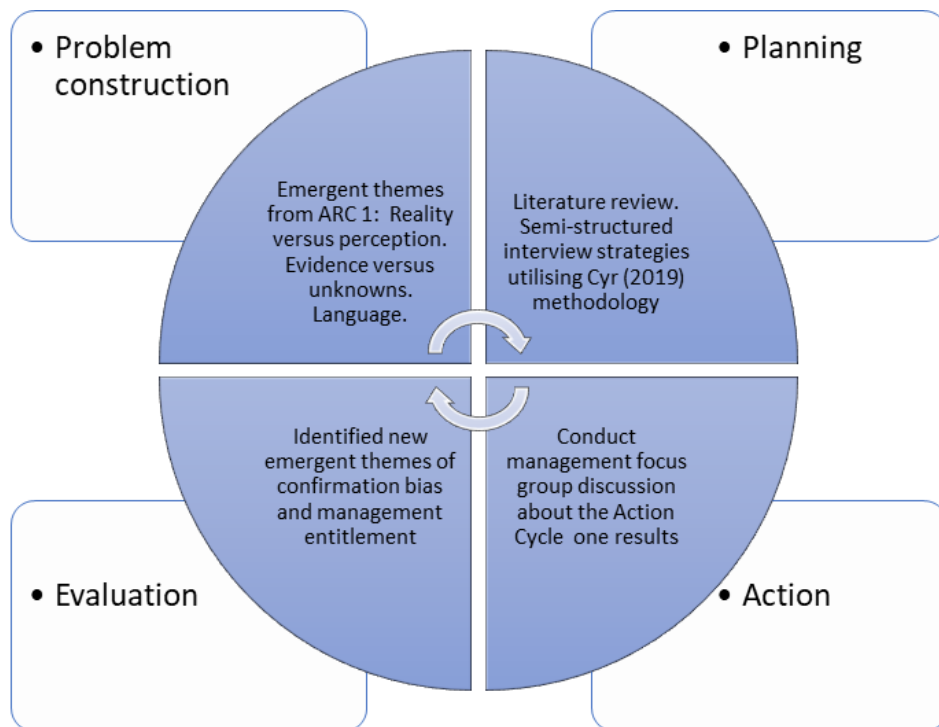 • Problem
construction
• Planning
Emergent themes
from ARC 1:  Reality
versus perception.
Evidence versus
unknowns.
Language.
Literature review.
Semi-structured
interview strategies
utilising Cyr (2019)
methodology
Identified new
emergent themes of
confirmation bias
and management
entitlement
Conduct
management focus
group discussion
about the Action
Cycle  one results
• Evaluation
• Action